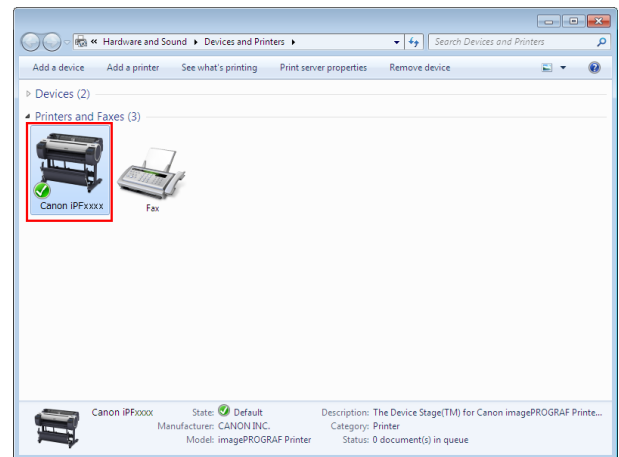 « Hardware and Sound ▸ Devices and Printers ▸ Search Devices and Printers
Add a device Add a printer See what's printing Print server properties Remove device
Devices (2)
Printers and Faxes (3)
Canon iPFxxxx
Fax
Canon iPFxxxx State: Default Description: The Device Stage(TM) for Canon imagePROGRAF Printe...
Manufacturer: CANON INC. Category: Printer
Model: imagePROGRAF Printer Status: 0 document(s) in queue